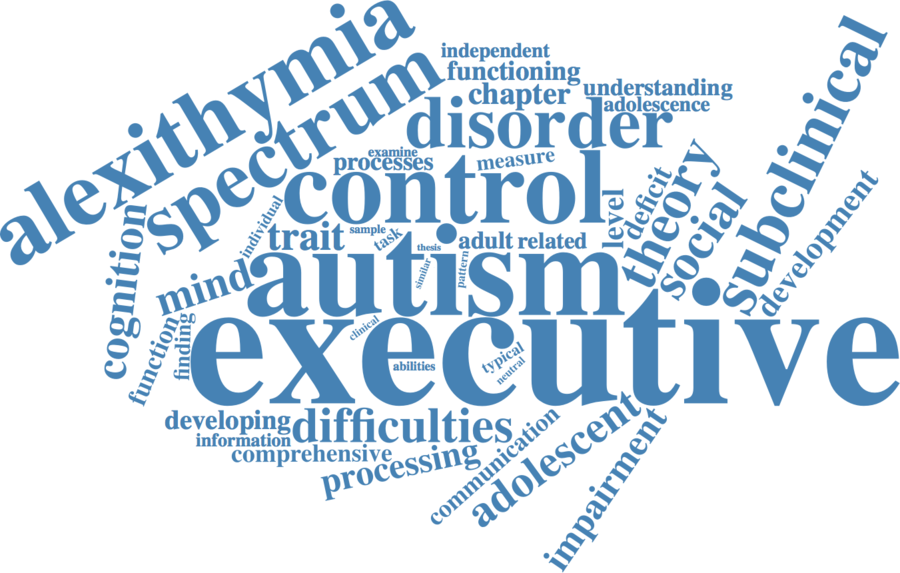 alexithymia
spectrum
independent
functioning
chapter
understanding
adolescence
disorder
subclinical
examine
processes
measure
control
level
deficit
theory
social
development
cognition
individual
trait
sample
task
thesis
adult related
similar
pattern
mind
autism
function
finding
executive
clinical
abilities
typical
neutral
developing
information
difficulties
comprehensive
processing
communication
adolescent
impairment